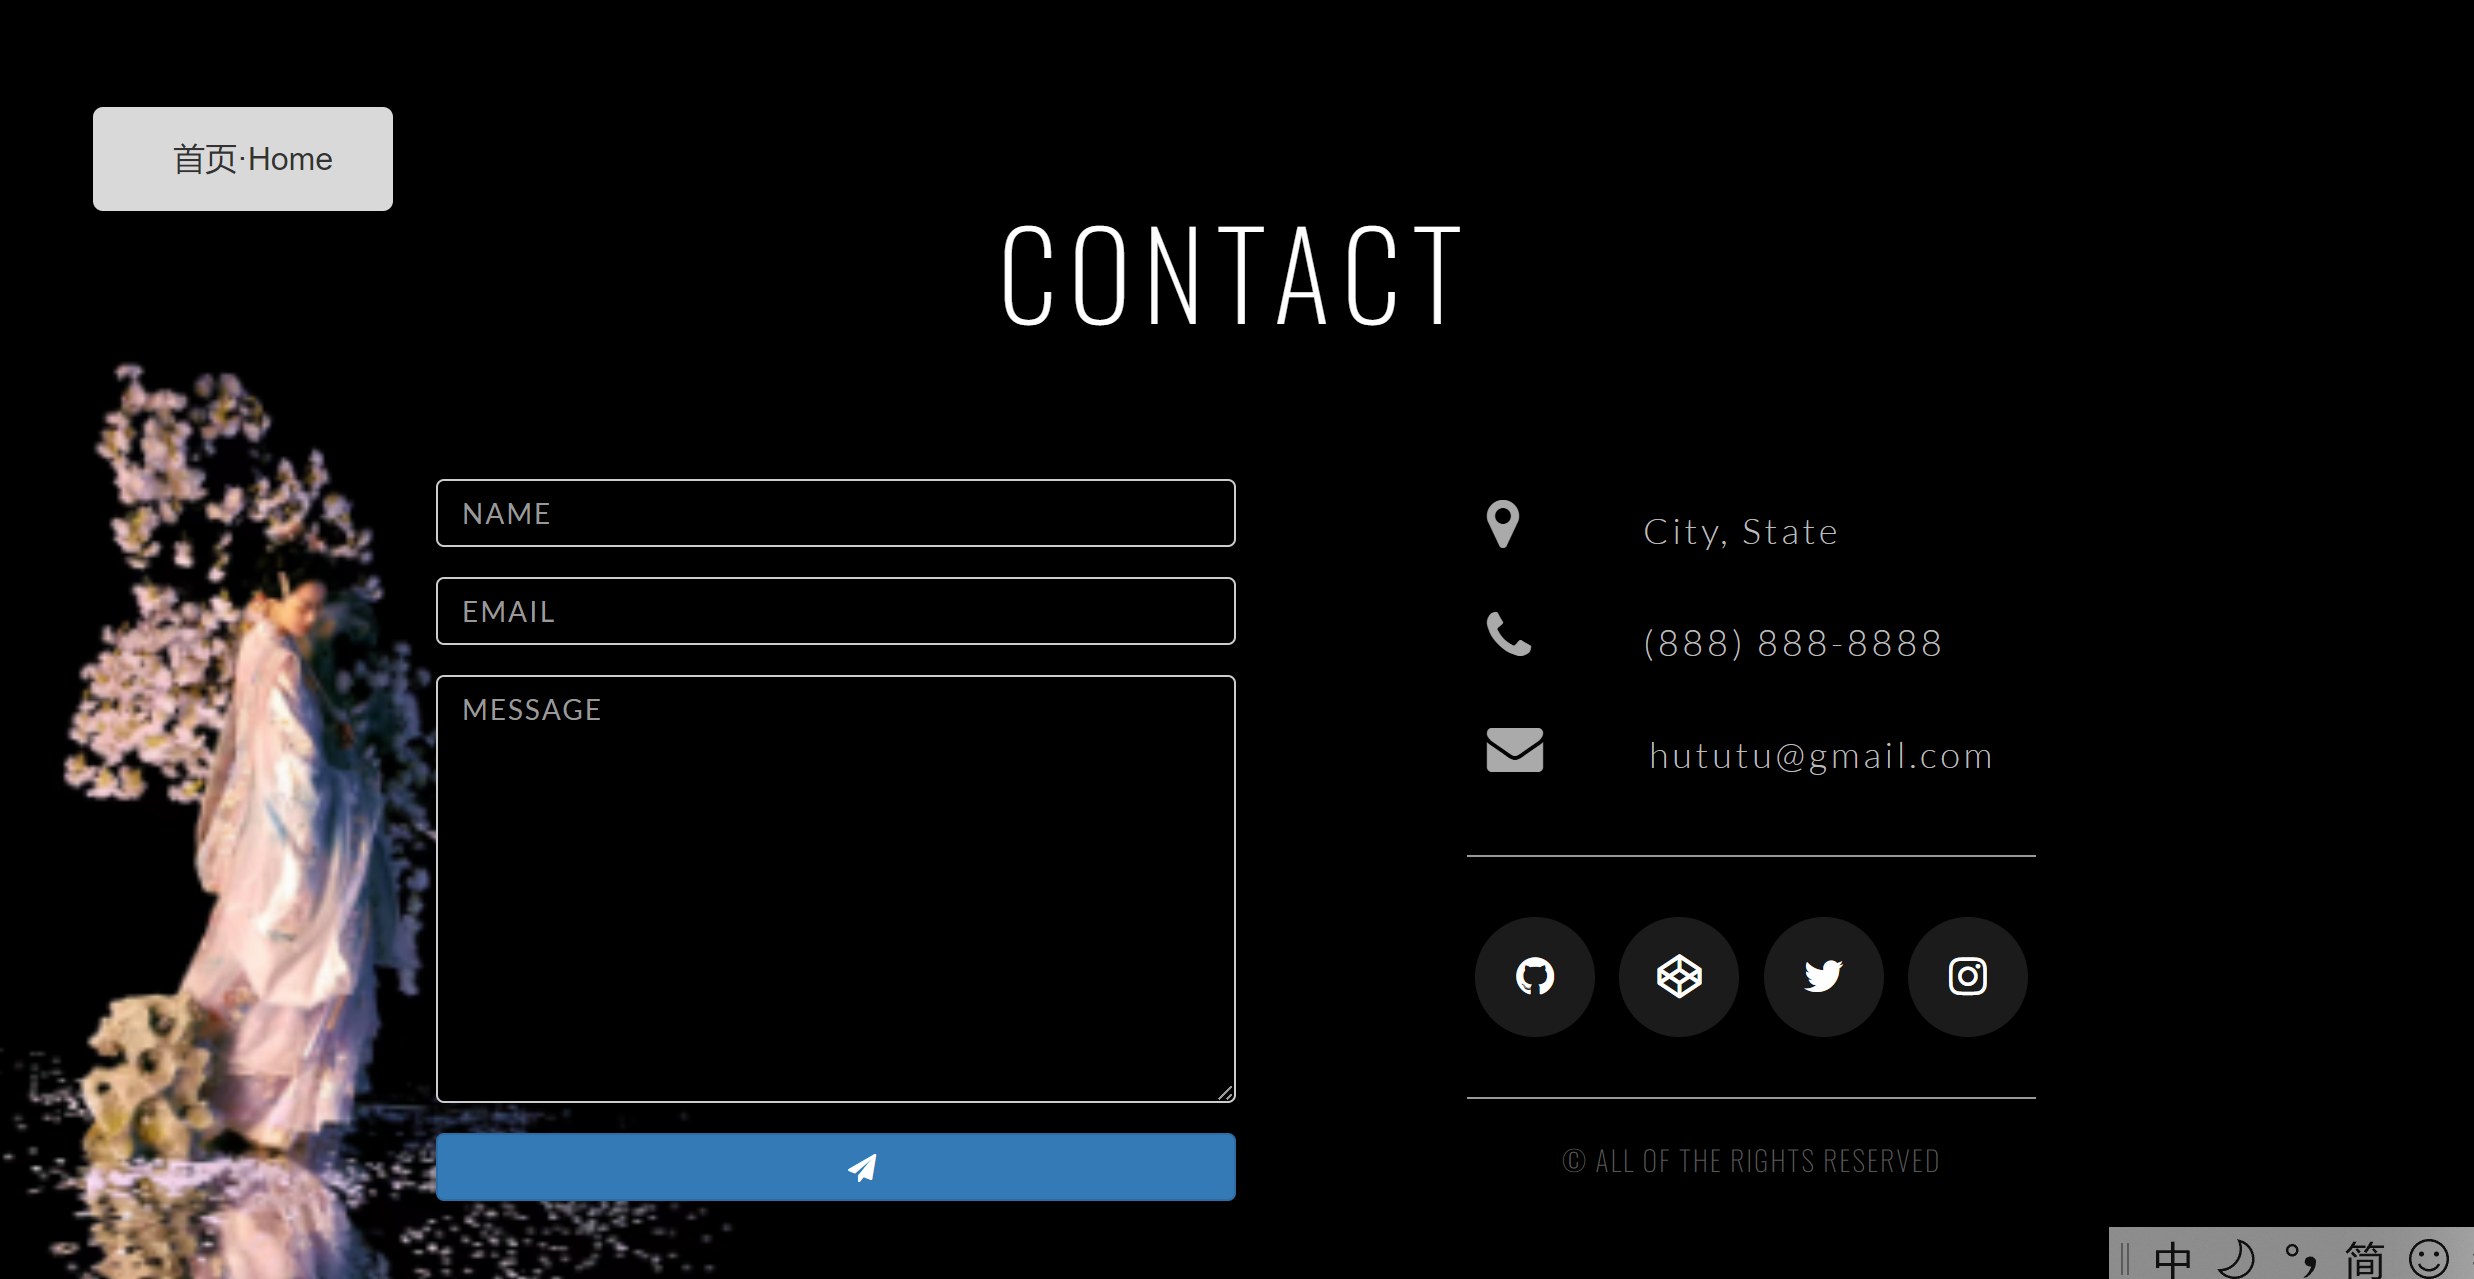 首页·Home
CONTACT
NAME
EMAIL
MESSAGE
City, State
(888) 888-8888
hututu@gmail.com
© ALL OF THE RIGHTS RESERVED
中 简